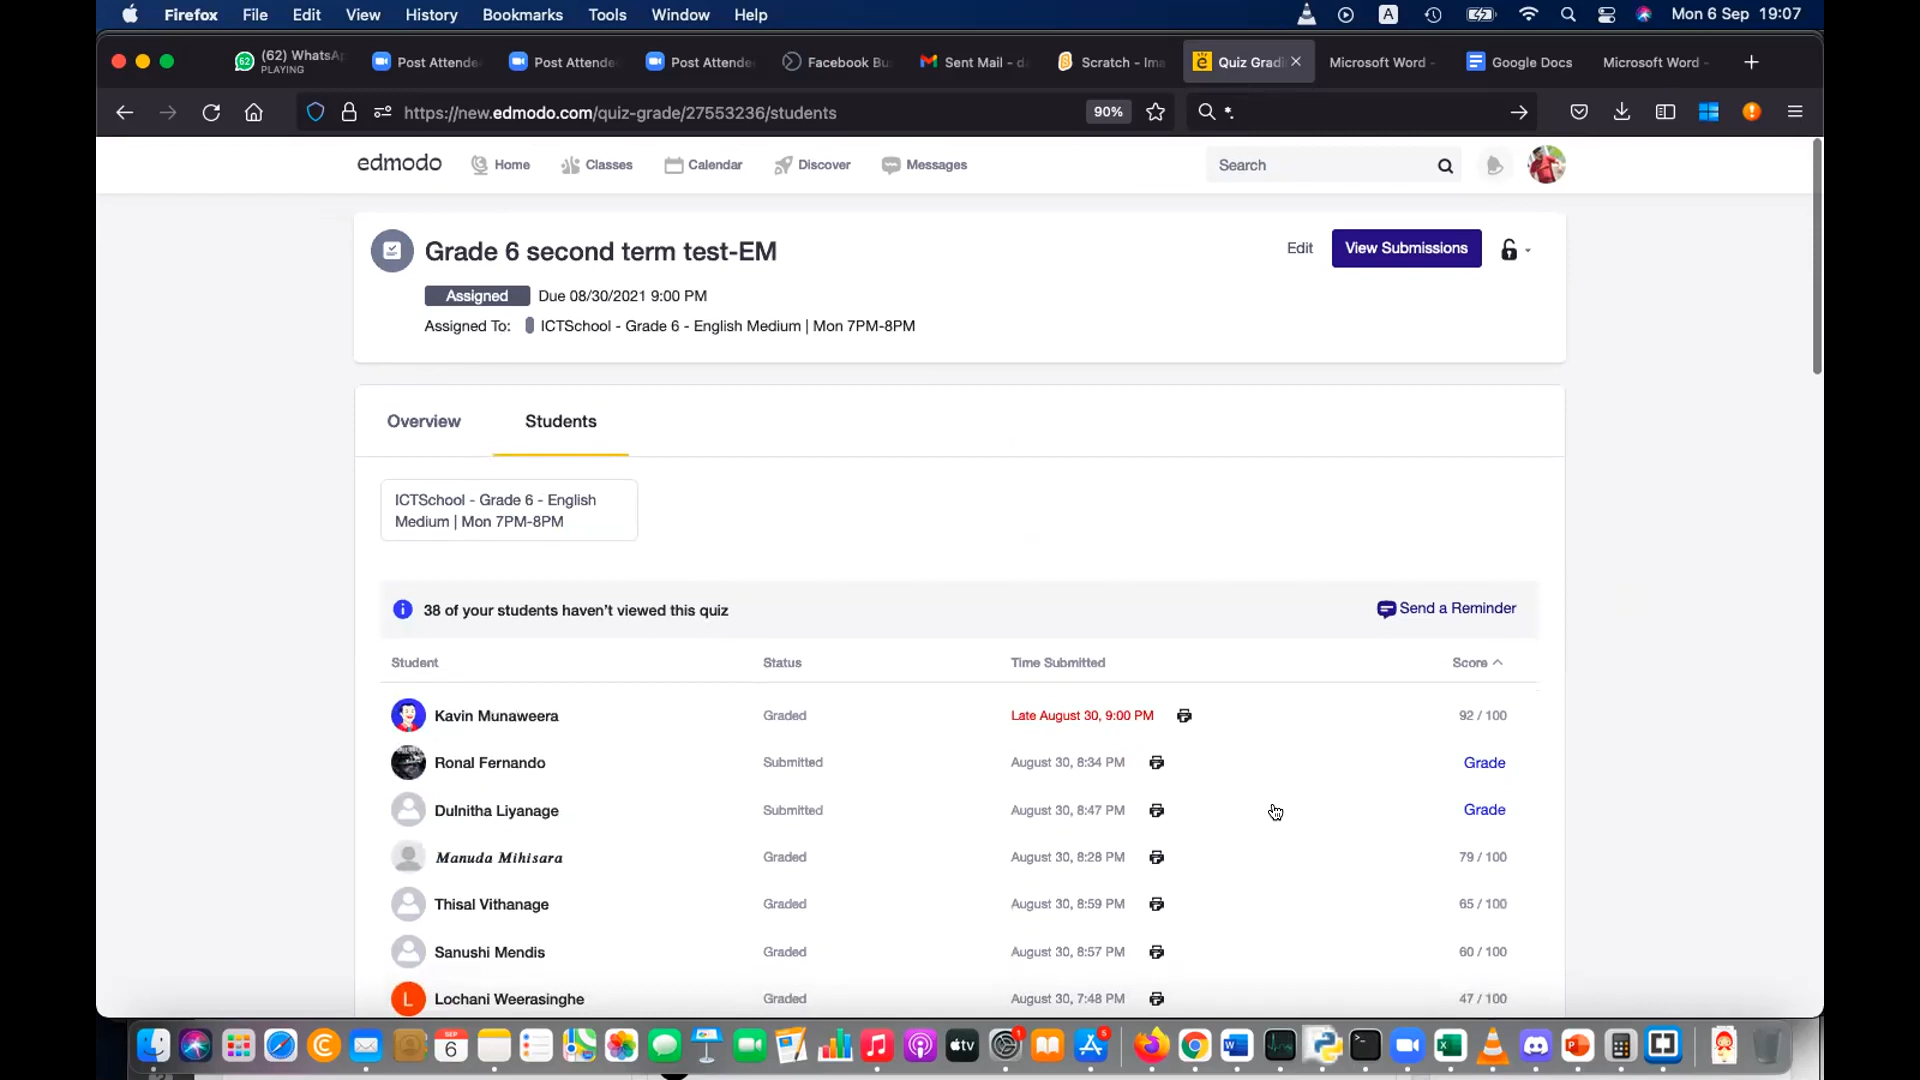 Firefox File Edit View History Bookmarks Tools Window Help A Mon 6 Sep 19:07
62 (62) WhatsAp Post Attende Post Attende Post Attende Facebook Bu Sent Mail - d Scratch - Ima Quiz Gradi Microsoft Word - Google Docs Microsoft Word -
PLAYING
https://new.edmodo.com/quiz-grade/27553236/students 90% *.
edmodo Home Classes Calendar Discover Messages Search
Grade 6 second term test-EM Edit View Submissions
Assigned Due 08/30/2021 9:00 PM
Assigned To: ICTSchool - Grade 6 - English Medium | Mon 7PM-8PM
Overview Students
ICTSchool - Grade 6 - English
Medium | Mon 7PM-8PM
38 of your students haven't viewed this quiz Send a Reminder
Student Status Time Submitted Score
Kavin Munaweera Graded Late August 30, 9:00 PM 92 / 100
Ronal Fernando Submitted August 30, 8:34 PM Grade
Dulnitha Liyanage Submitted August 30, 8:47 PM Grade
Manuda Mihisara Graded August 30, 8:28 PM 79 / 100
Thisal Vithanage Graded August 30, 8:59 PM 65 / 100
Sanushi Mendis Graded August 30, 8:57 PM 60 / 100
L Lochani Weerasinghe Graded August 30, 7:48 PM 47 / 100
SEP
6 tv 1 5